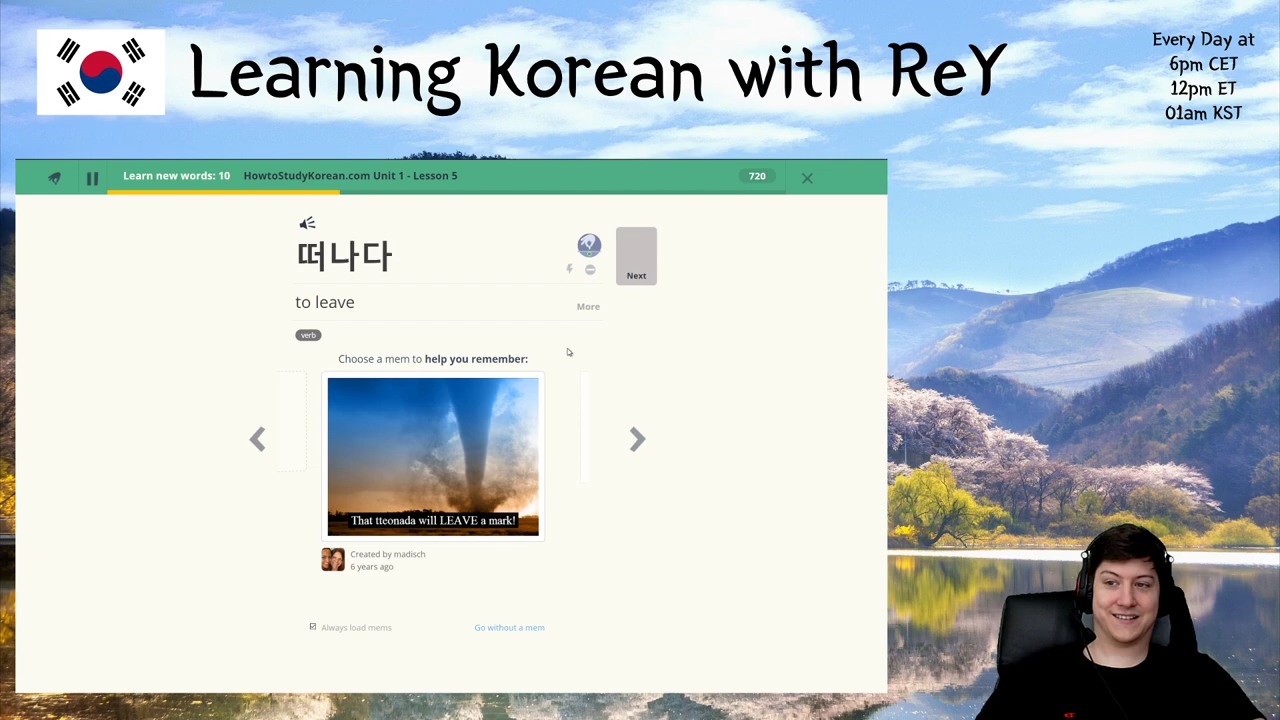 Learning Korean with ReY
Every Day at
6pm CET
12pm ET
01am KST
Learn new words: 10 HowtoStudyKorean.com Unit 1 - Lesson 5
720
떠나다
Next
to leave
More
verb
Choose a mem to help you remember:
That tteonada will LEAVE a mark!
Created by madisch
6 years ago
Always load mems
Go without a mem